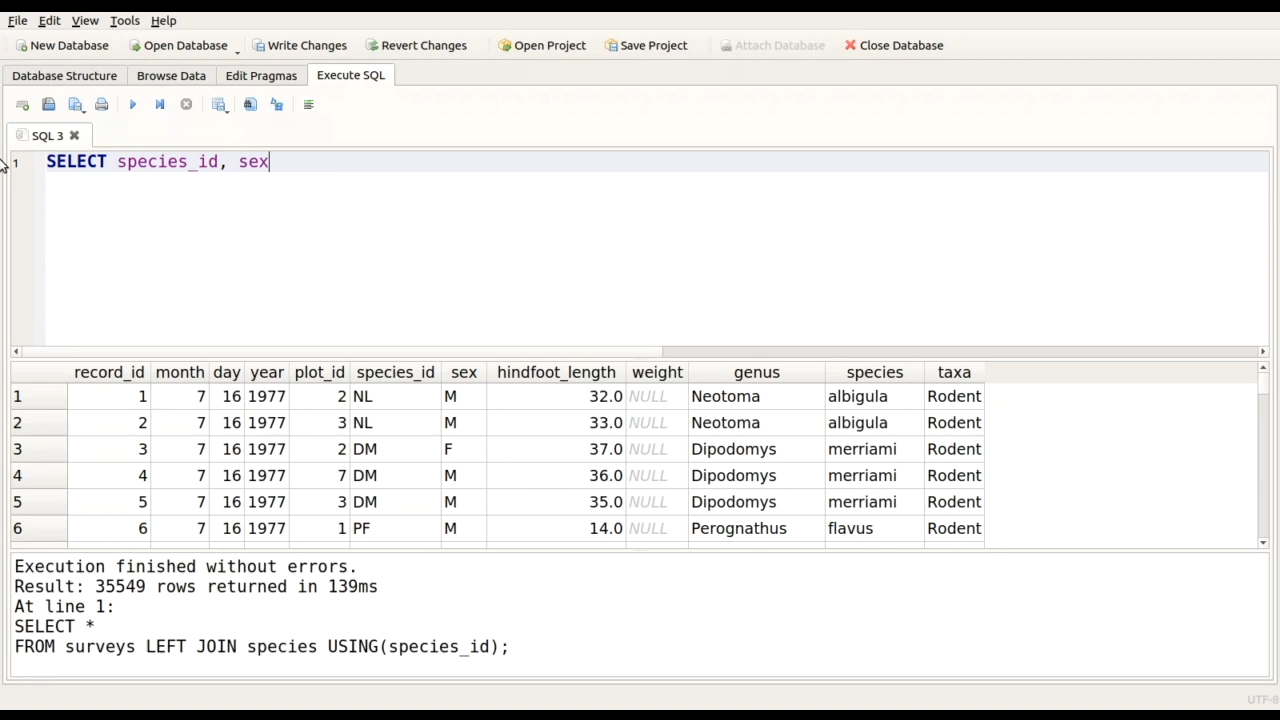 File Edit View Tools Help
New Database Open Database Write Changes Revert Changes Open Project Save Project Attach Database Close Database
Database Structure Browse Data Edit Pragmas Execute SQL
SQL 3
1 SELECT species_id, sex
record_id month day year plot_id species_id sex hindfoot_length weight genus species taxa
1 1 7 16 1977 2 NL M 32.0 NULL Neotoma albigula Rodent
2 2 7 16 1977 3 NL M 33.0 NULL Neotoma albigula Rodent
3 3 7 16 1977 2 DM F 37.0 NULL Dipodomys merriami Rodent
4 4 7 16 1977 7 DM M 36.0 NULL Dipodomys merriami Rodent
5 5 7 16 1977 3 DM M 35.0 NULL Dipodomys merriami Rodent
6 6 7 16 1977 1 PF M 14.0 NULL Perognathus flavus Rodent
Execution finished without errors.
Result: 35549 rows returned in 139ms
At line 1:
SELECT *
FROM surveys LEFT JOIN species USING(species_id);
UTF-8